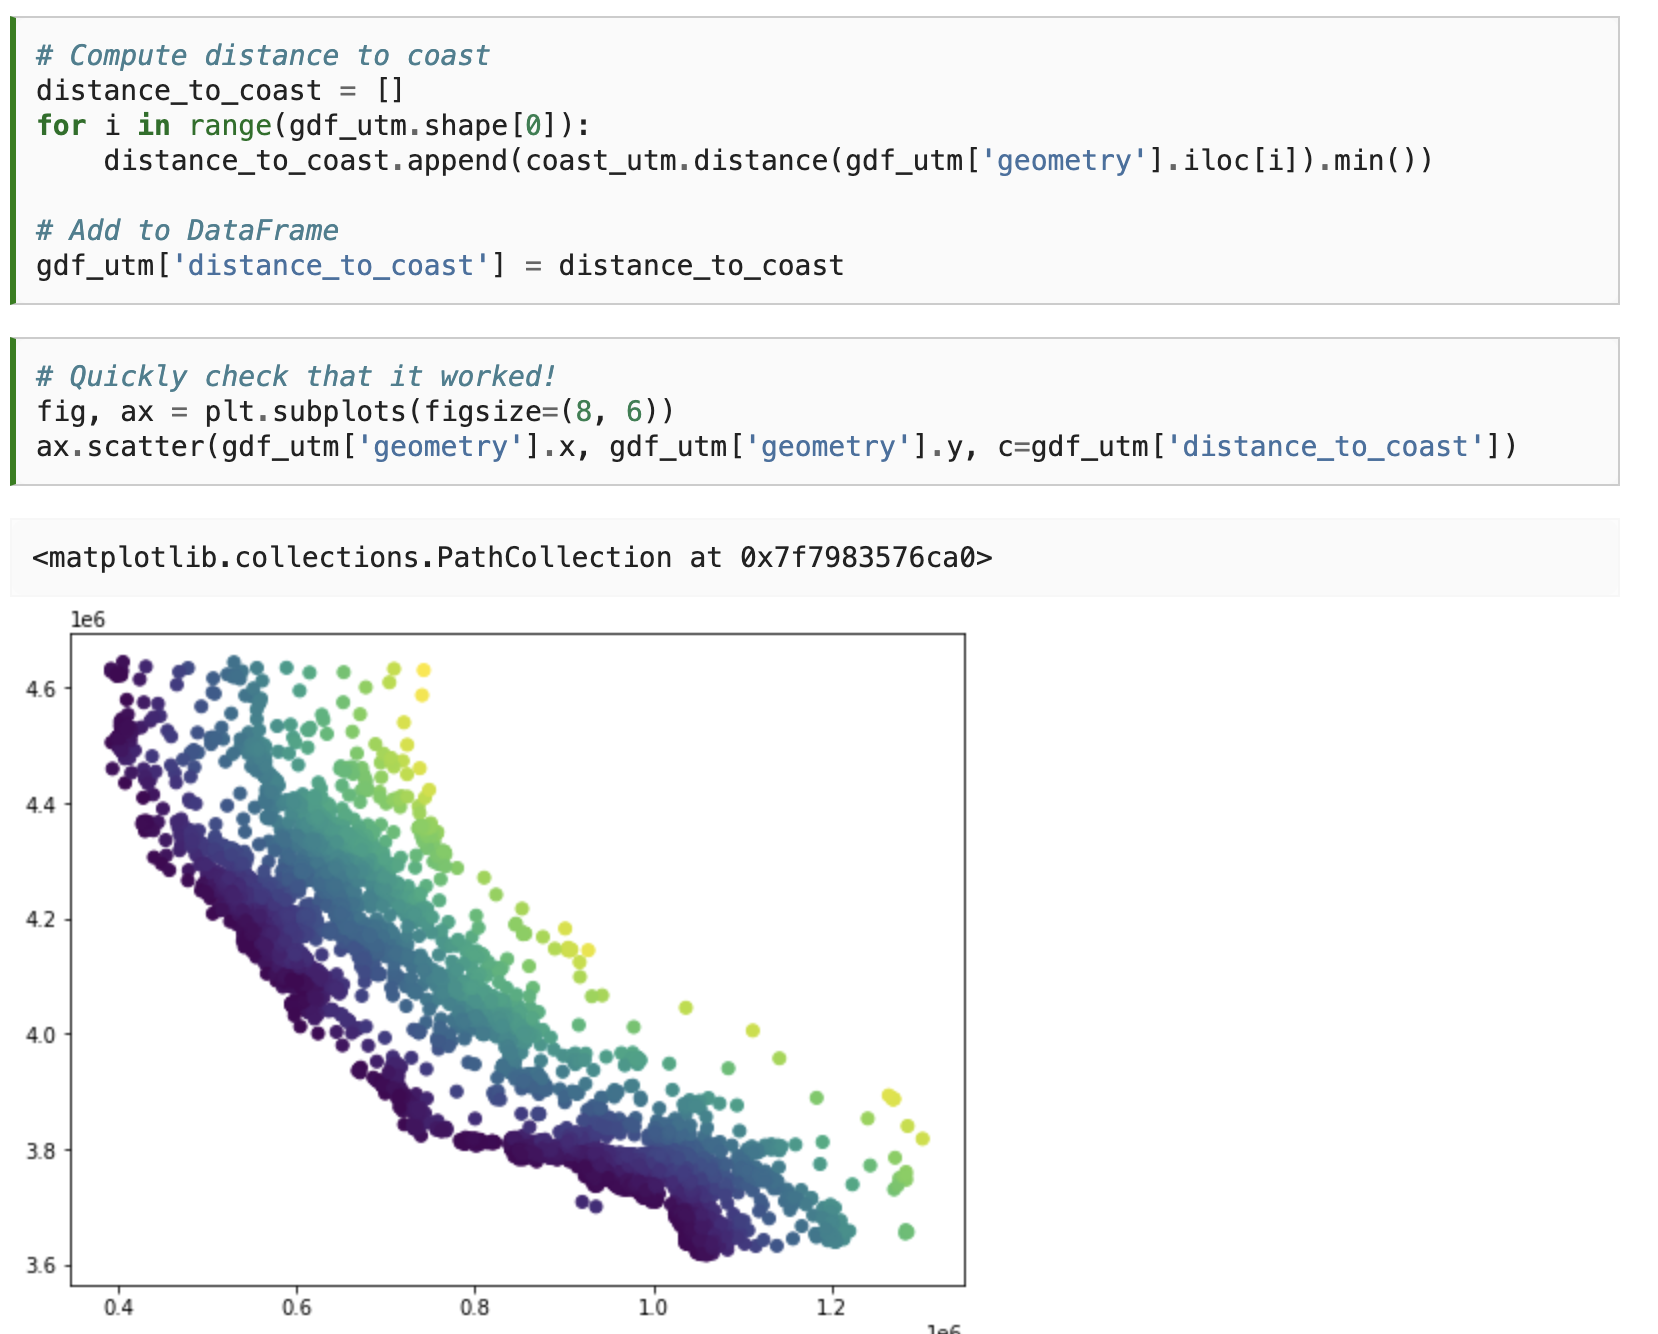 # Compute distance to coast
distance_to_coast = []
for i in range(gdf_utm.shape[0]):
    distance_to_coast.append(coast_utm.distance(gdf_utm['geometry'].iloc[i]).min())
# Add to DataFrame
gdf_utm['distance_to_coast'] = distance_to_coast
# Quickly check that it worked!
fig, ax = plt.subplots(figsize=(8, 6))
ax.scatter(gdf_utm['geometry'].x, gdf_utm['geometry'].y, c=gdf_utm['distance_to_coast'])
<matplotlib.collections.PathCollection at 0x7f7983576ca0>
1e6
4.6
4.4
4.2
4.0
3.8
3.6
0.4 0.6 0.8 1.0 1.2
1e6